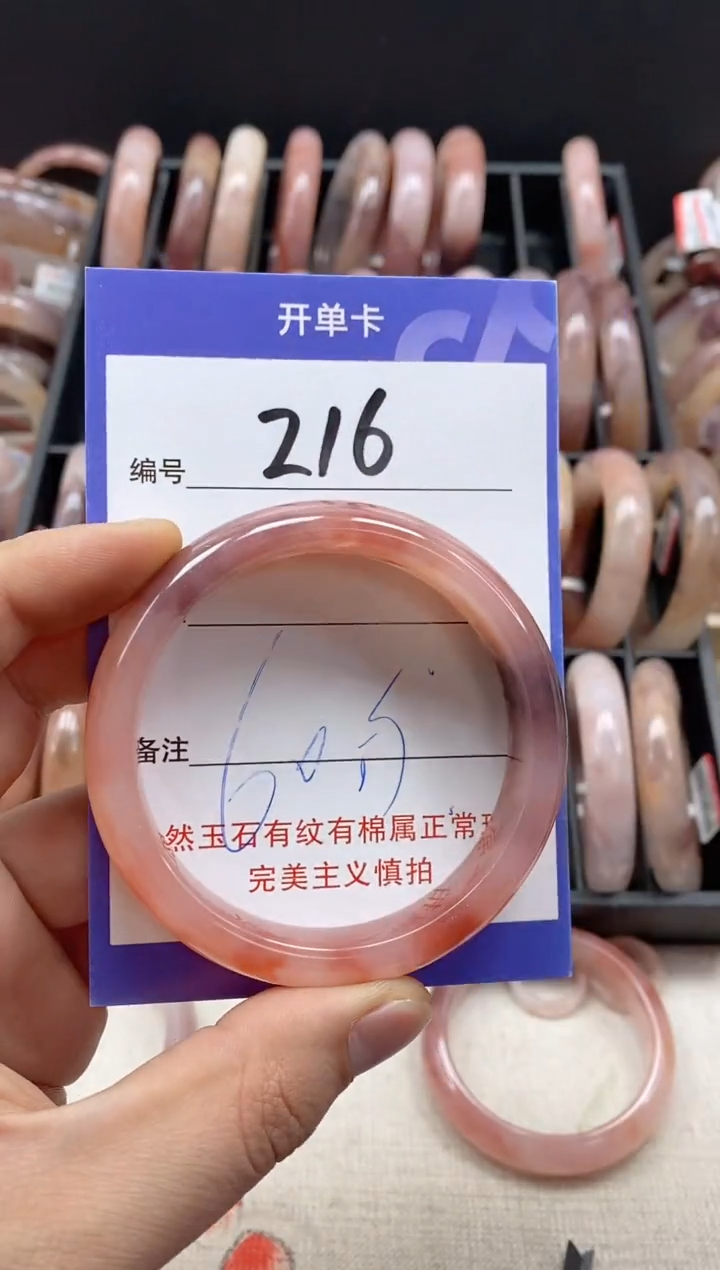 开单卡
编号 216
备注
然玉石有纹有棉属正常
完美主义慎拍